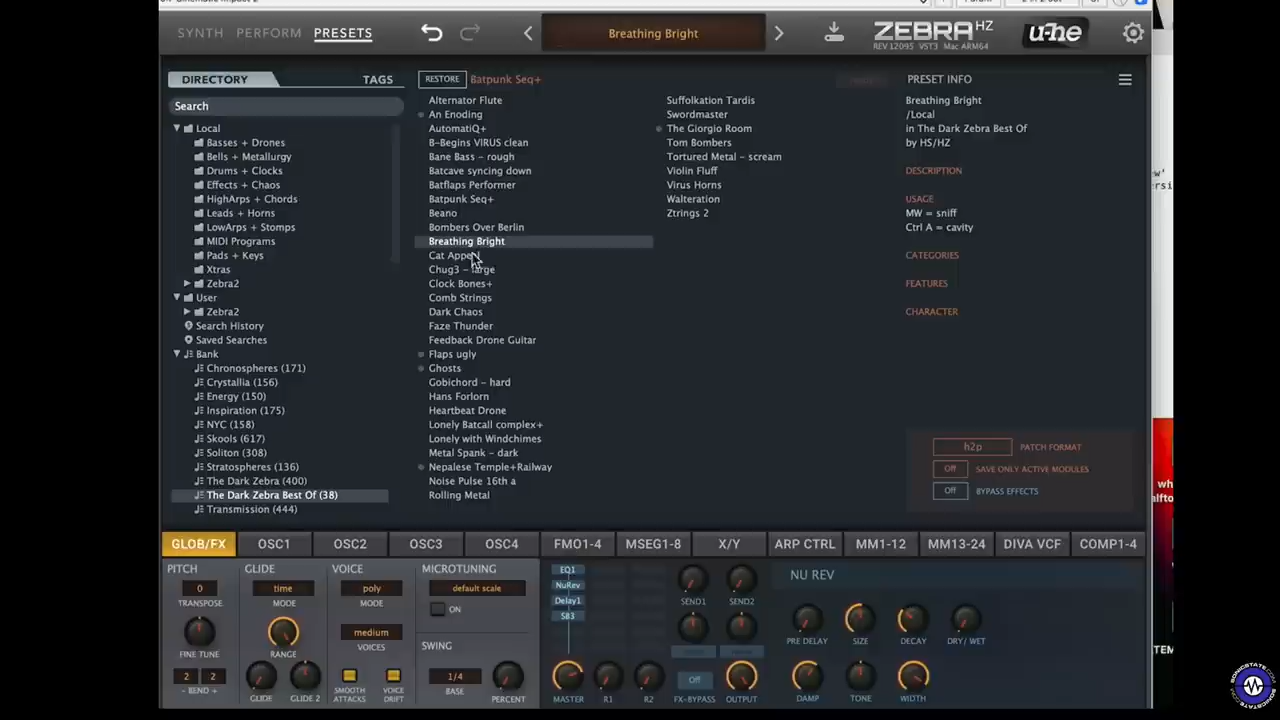 SYNTH PERFORM PRESETS
Breathing Bright
ZEBRA HZ
REV 12095 VST3 Mac ARM64
u-he
DIRECTORY TAGS
Search
Local
Basses + Drones
Bells + Metallurgy
Drums + Clocks
Effects + Chaos
HighArps + Chords
Leads + Horns
LowArps + Stomps
MIDI Programs
Pads + Keys
Xtras
Zebra2
User
Zebra2
Search History
Saved Searches
Bank
Chronospheres (171)
Crystallia (156)
Energy (150)
Inspiration (175)
NYC (158)
Skools (617)
Soliton (308)
Stratospheres (136)
The Dark Zebra (400)
The Dark Zebra Best Of (38)
Transmission (444)
RESTORE Batpunk Seq+
Alternator Flute
An Enoding
AutomatiQ+
B-Begins VIRUS clean
Bane Bass - rough
Batcave syncing down
Batflaps Performer
Batpunk Seq+
Beano
Bombers Over Berlin
Breathing Bright
Cat Appe
Chug3 - large
Clock Bones+
Comb Strings
Dark Chaos
Faze Thunder
Feedback Drone Guitar
Flaps ugly
Ghosts
Gobichord - hard
Hans Forlorn
Heartbeat Drone
Lonely Batcall complex+
Lonely with Windchimes
Metal Spank - dark
Nepalese Temple+Railway
Noise Pulse 16th a
Rolling Metal
Suffolkation Tardis
Swordmaster
The Giorgio Room
Tom Bombers
Tortured Metal - scream
Violin Fluff
Virus Horns
Walteration
Ztrings 2
PRESET INFO
Breathing Bright
/Local
in The Dark Zebra Best Of
by HS/HZ
DESCRIPTION
USAGE
MW = sniff
Ctrl A = cavity
CATEGORIES
FEATURES
CHARACTER
h2p PATCH FORMAT
Off SAVE ONLY ACTIVE MODULES
Off BYPASS EFFECTS
GLOB/FX OSC1 OSC2 OSC3 OSC4 FMO1-4 MSEG1-8 X/Y ARP CTRL MM1-12 MM13-24 DIVA VCF COMP1-4
PITCH
0
TRANSPOSE
FINE TUNE
2 2
- BEND +
GLIDE
time
MODE
RANGE
GLIDE GLIDE 2
VOICE
poly
MODE
medium
VOICES
SMOOTH ATTACKS
VOICE DRIFT
MICROTUNING
default scale
ON
SWING
1/4
BASE PERCENT
EQ1
NuRev
Delay1
SB3
SEND1 SEND2
MASTER R1 R2
Off
FX-BYPASS
OUTPUT
NU REV
PRE DELAY SIZE DECAY DRY/ WET
DAMP TONE WIDTH